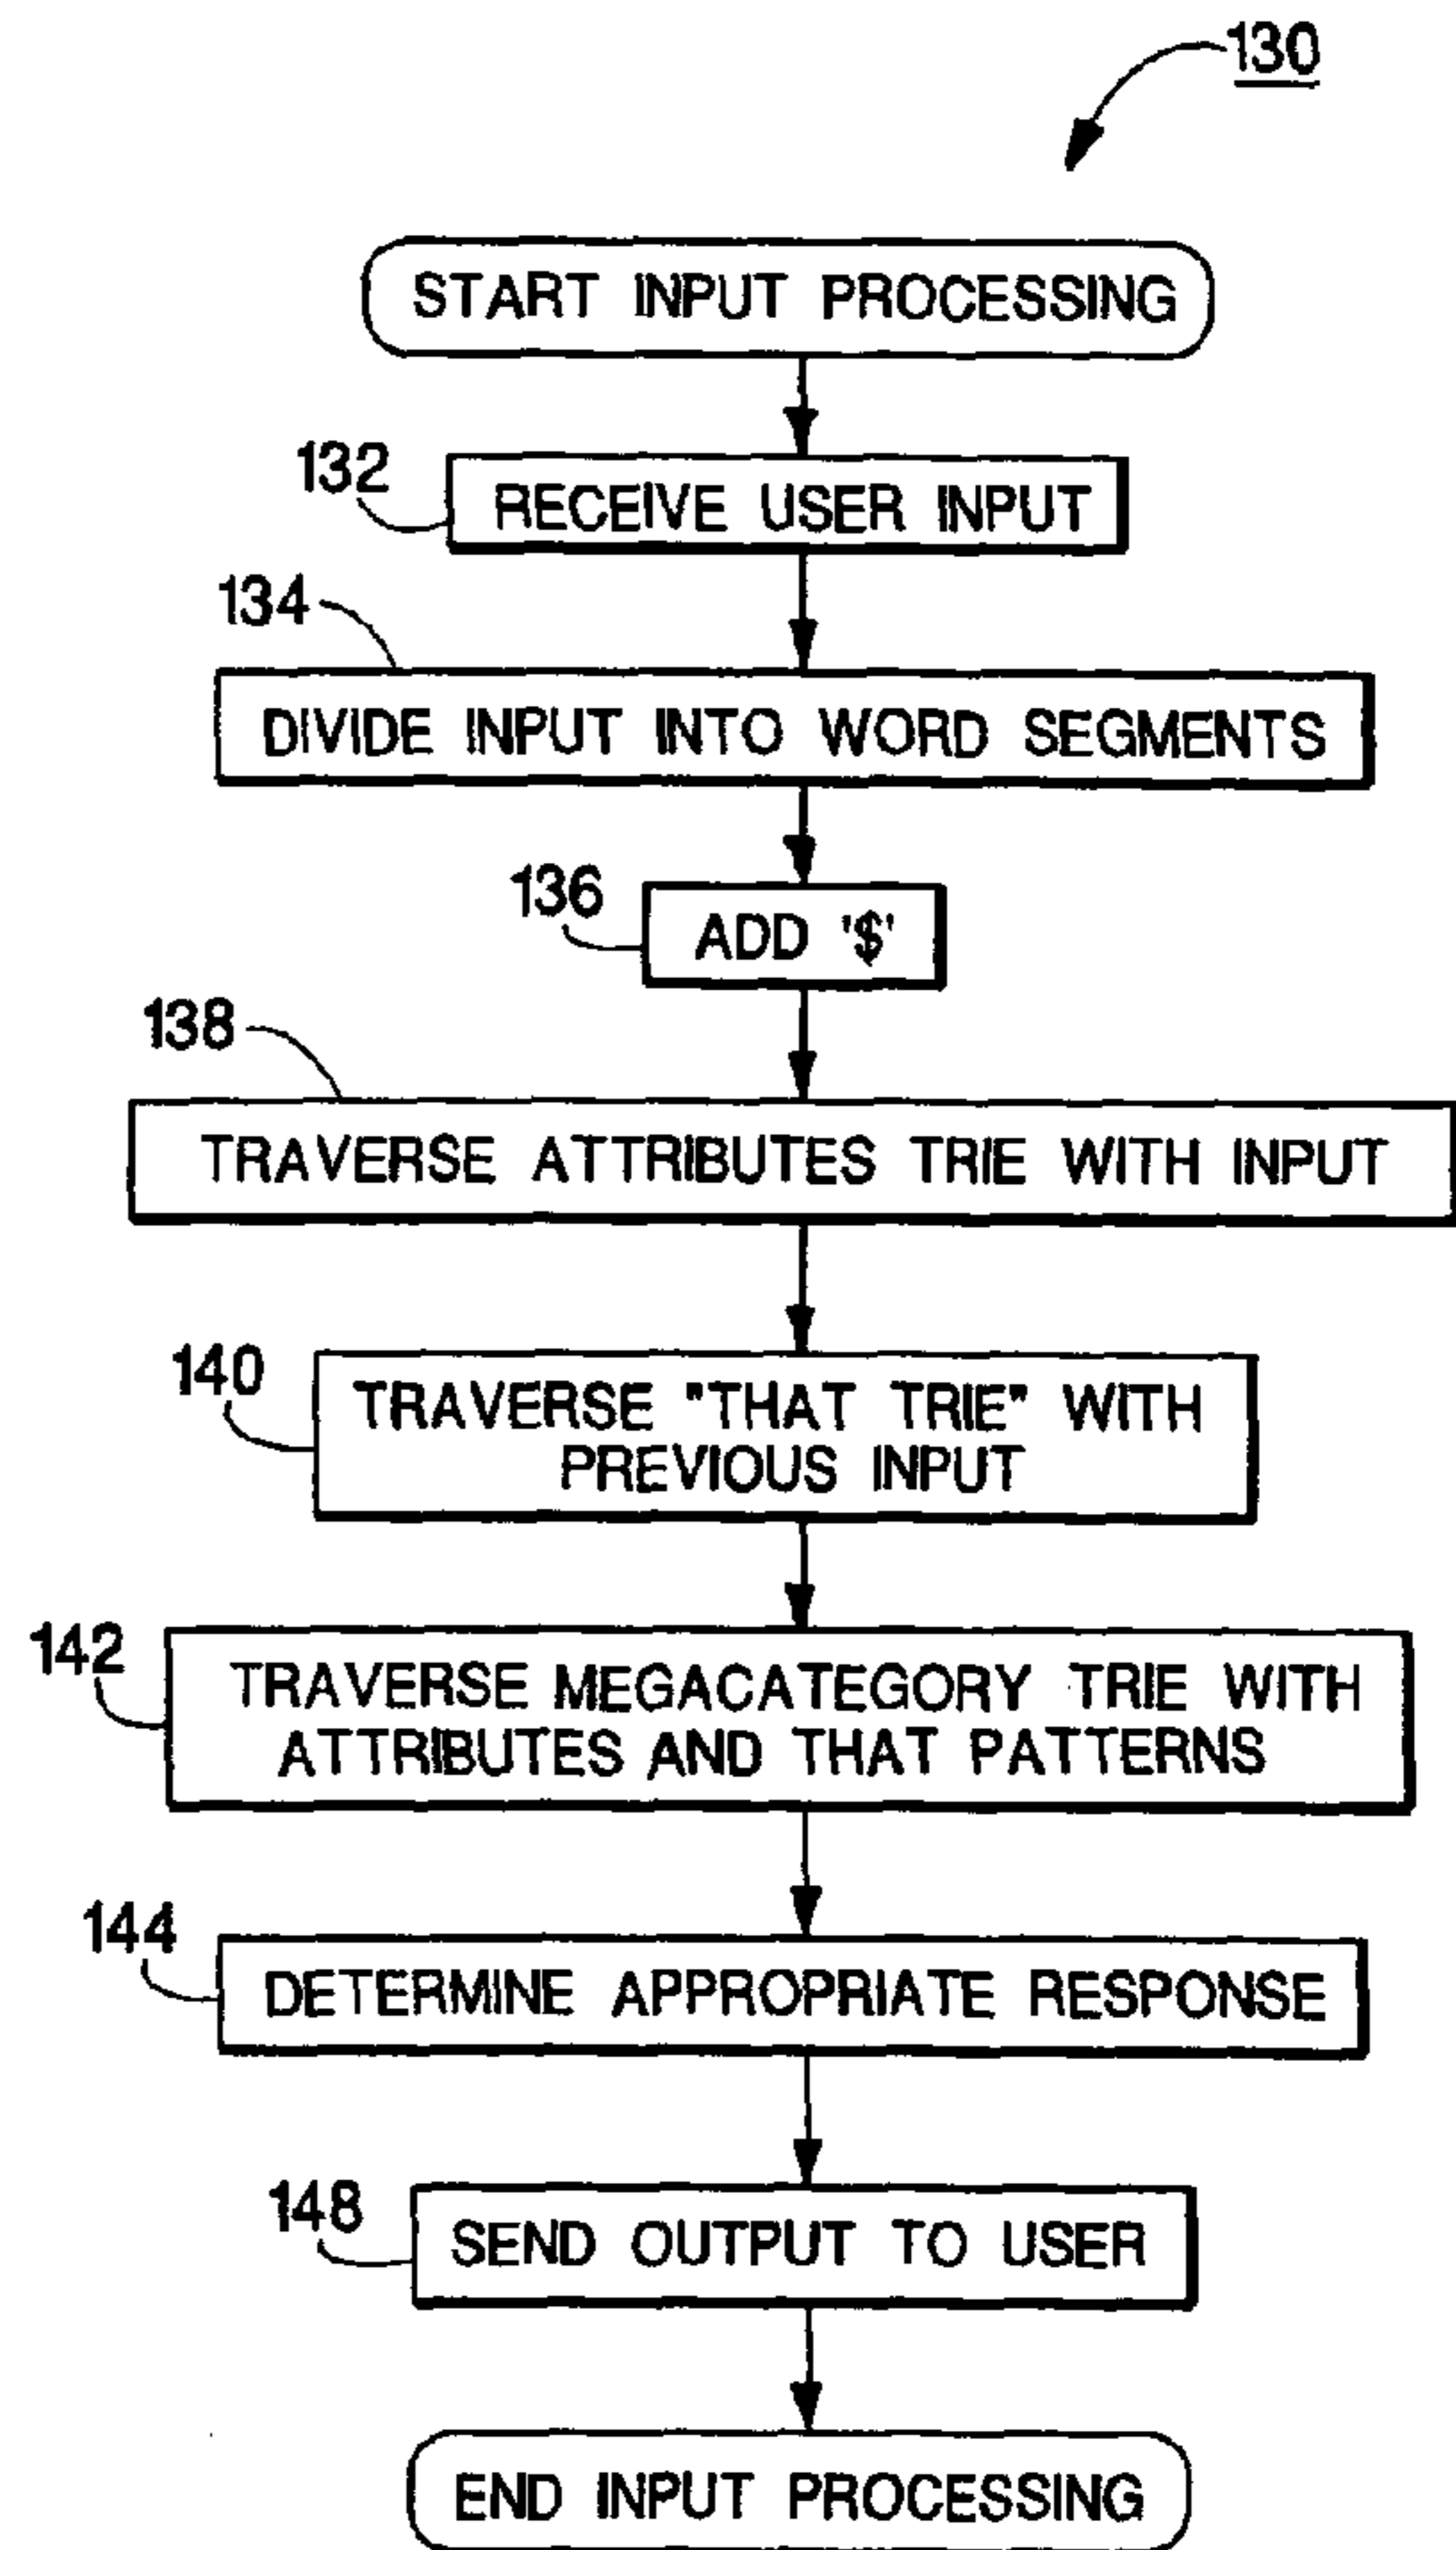 130
START INPUT PROCESSING
132
RECEIVE USER INPUT
134
DIVIDE INPUT INTO WORD SEGMENTS
136
ADD '$'
138
TRAVERSE ATTRIBUTES TRIE WITH INPUT
140
TRAVERSE "THAT TRIE" WITH
PREVIOUS INPUT
142
TRAVERSE MEGACATEGORY TRIE WITH
ATTRIBUTES AND THAT PATTERNS
144
DETERMINE APPROPRIATE RESPONSE
148
SEND OUTPUT TO USER
END INPUT PROCESSING